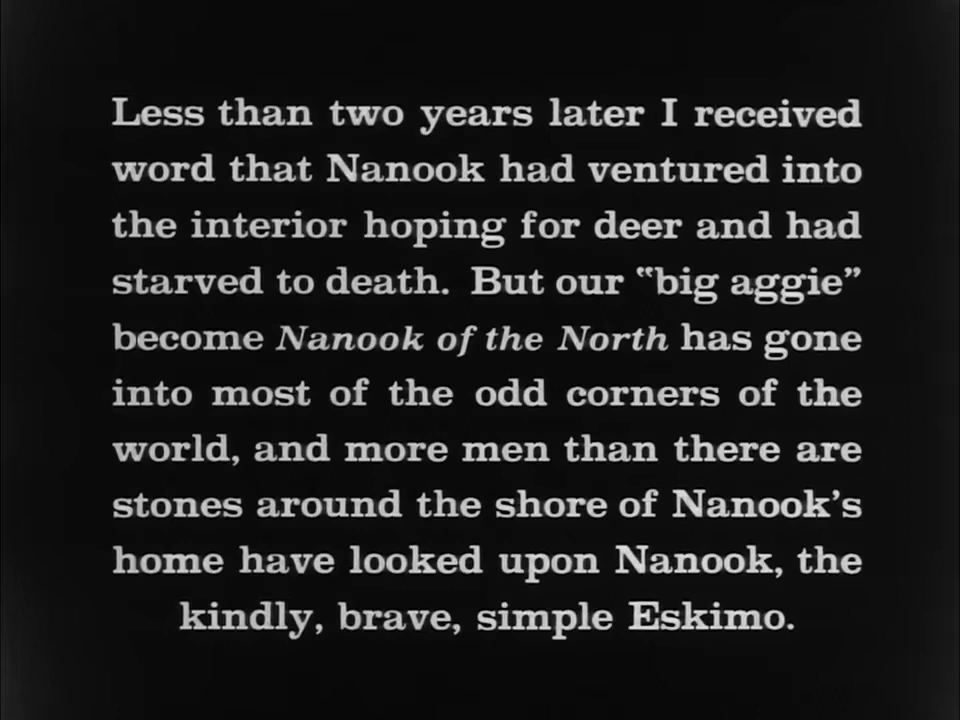 Less than two years later I received
word that Nanook had ventured into
the interior hoping for deer and had
starved to death. But our “big aggie”
become Nanook of the North has gone
into most of the odd corners of the
world, and more men than there are
stones around the shore of Nanook’s
home have looked upon Nanook, the
kindly, brave, simple Eskimo.